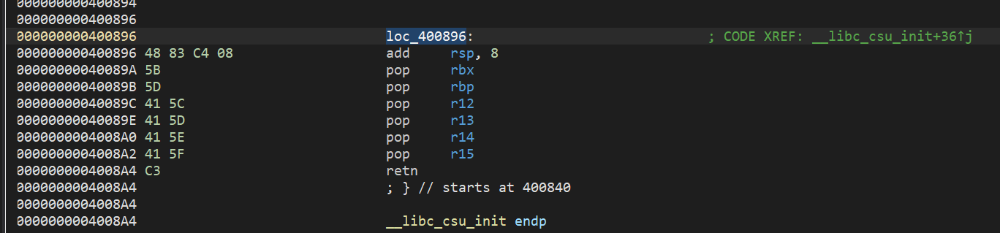 0000000000400894
0000000000400896
0000000000400896 loc_400896: ; CODE XREF: __libc_csu_init+36↑j
0000000000400896 48 83 C4 08 add rsp, 8
000000000040089A 5B pop rbx
000000000040089B 5D pop rbp
000000000040089C 41 5C pop r12
000000000040089E 41 5D pop r13
00000000004008A0 41 5E pop r14
00000000004008A2 41 5F pop r15
00000000004008A4 C3 retn
00000000004008A4 ; } // starts at 400840
00000000004008A4
00000000004008A4 __libc_csu_init endp